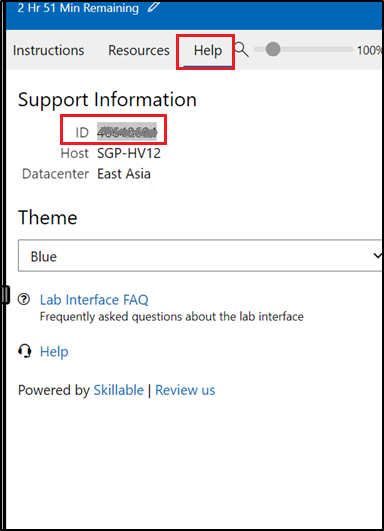 2 Hr 51 Min Remaining
Instructions Resources Help 100%
Support Information
ID
Host SGP-HV12
Datacenter East Asia
Theme
Blue
Lab Interface FAQ
Frequently asked questions about the lab interface
Help
Powered by Skillable | Review us